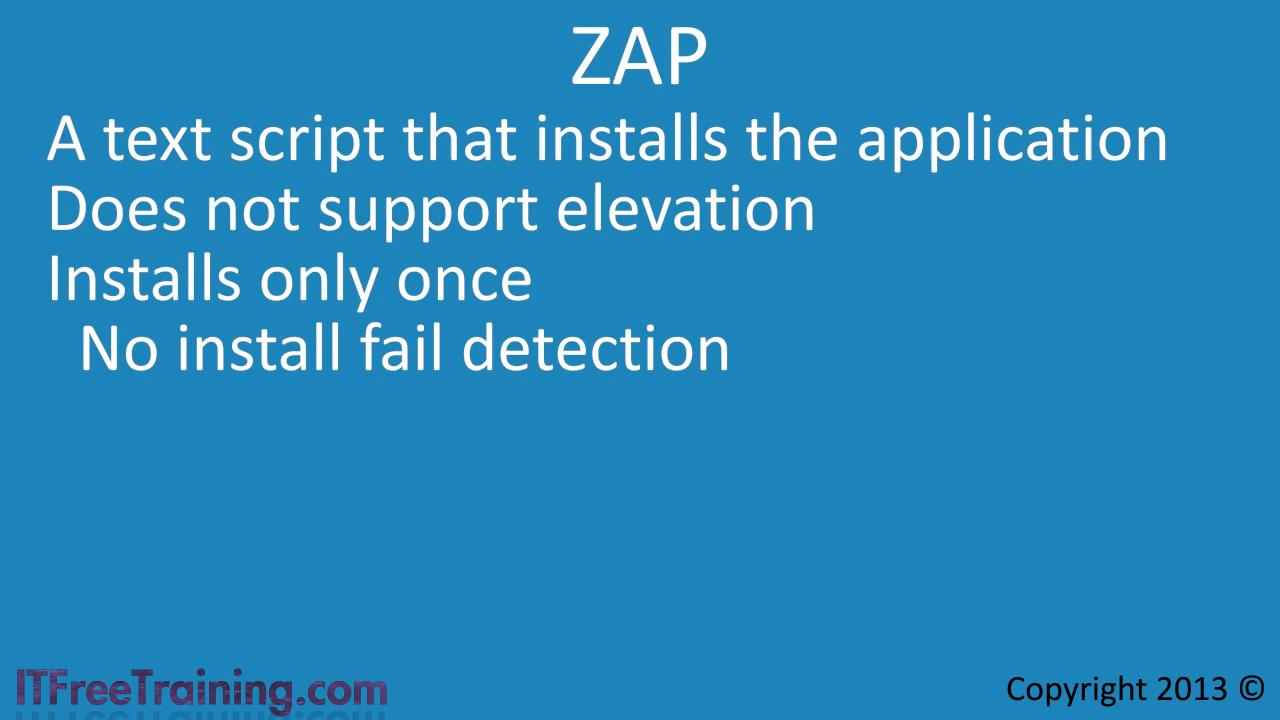 ZAP
A text script that installs the application
Does not support elevation
Installs only once
No install fail detection
ITFreeTraining.com
Copyright 2013 ©